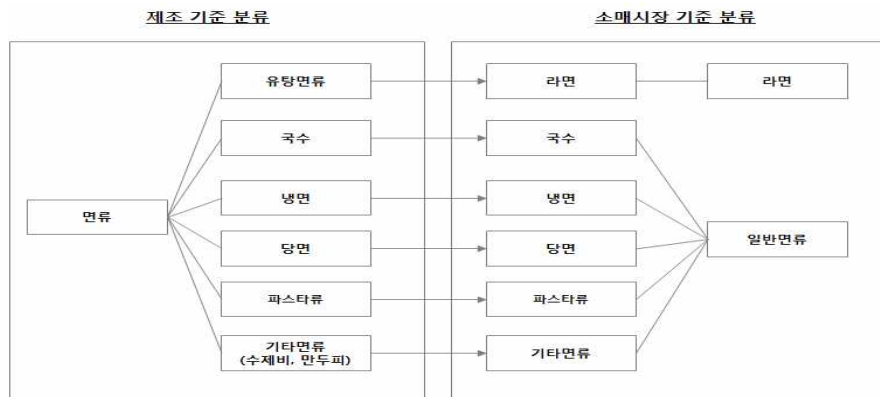 제조 기준 분류
소매시장 기준 분류
유탕면류
라면
라면
국수
국수
냉면
냉면
면류
일반면류
당면
당면
파스타류
파스타류
기타면류
(수제비, 만두피)
기타면류